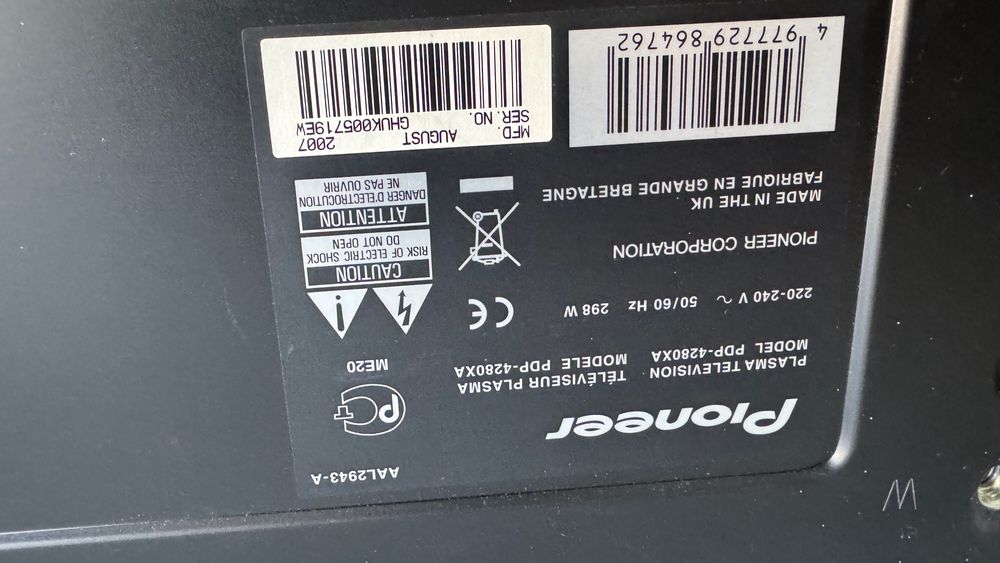 AAL2943-A
Pioneer
PLASMA TELEVISION TÉLÉVISEUR PLASMA
MODEL PDP-4280XA MODELE PDP-4280XA
ME20
220-240 V ~ 50/60 Hz 298 W
CE
PIONEER CORPORATION
MADE IN THE UK
FABRIQUE EN GRANDE BRETAGNE
CAUTION
RISK OF ELECTRIC SHOCK
DO NOT OPEN
ATTENTION
DANGER D'ELECTROCUTION
NE PAS OUVRIR
4 977729 864762
MFD. AUGUST 2007
SER. NO. GHUK005719EW